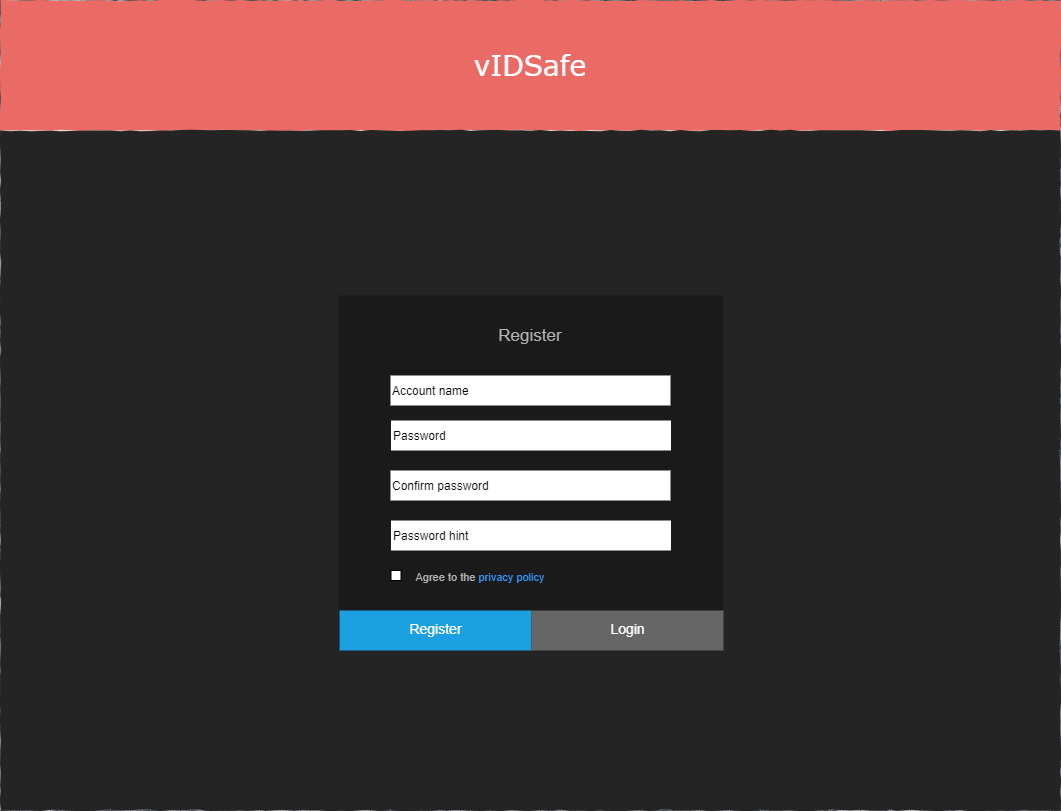 vIDSafe
Register
Account name
Password
Confirm password
Password hint
Agree to the privacy policy
Register Login